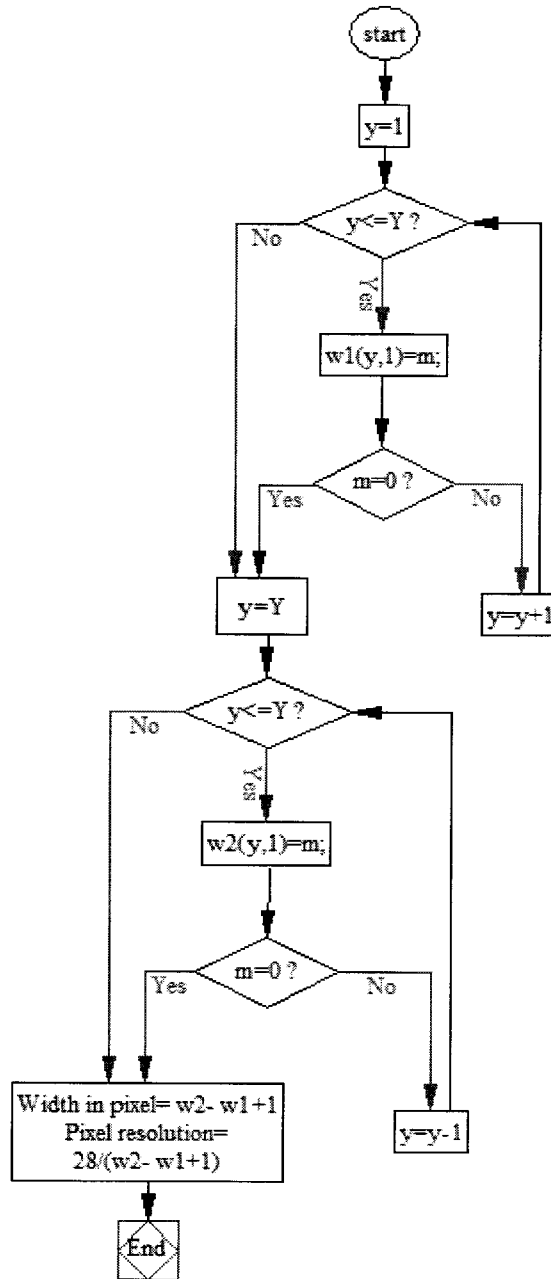 start
y=1
y<=Y ?
No
Yes
w1(y,1)=m;
m=0 ?
Yes
No
y=Y
y=y+1
y<=Y ?
No
Yes
w2(y,1)=m;
m=0 ?
Yes
No
Width in pixel= w2- w1+1
Pixel resolution=
28/(w2- w1+1)
y=y-1
End